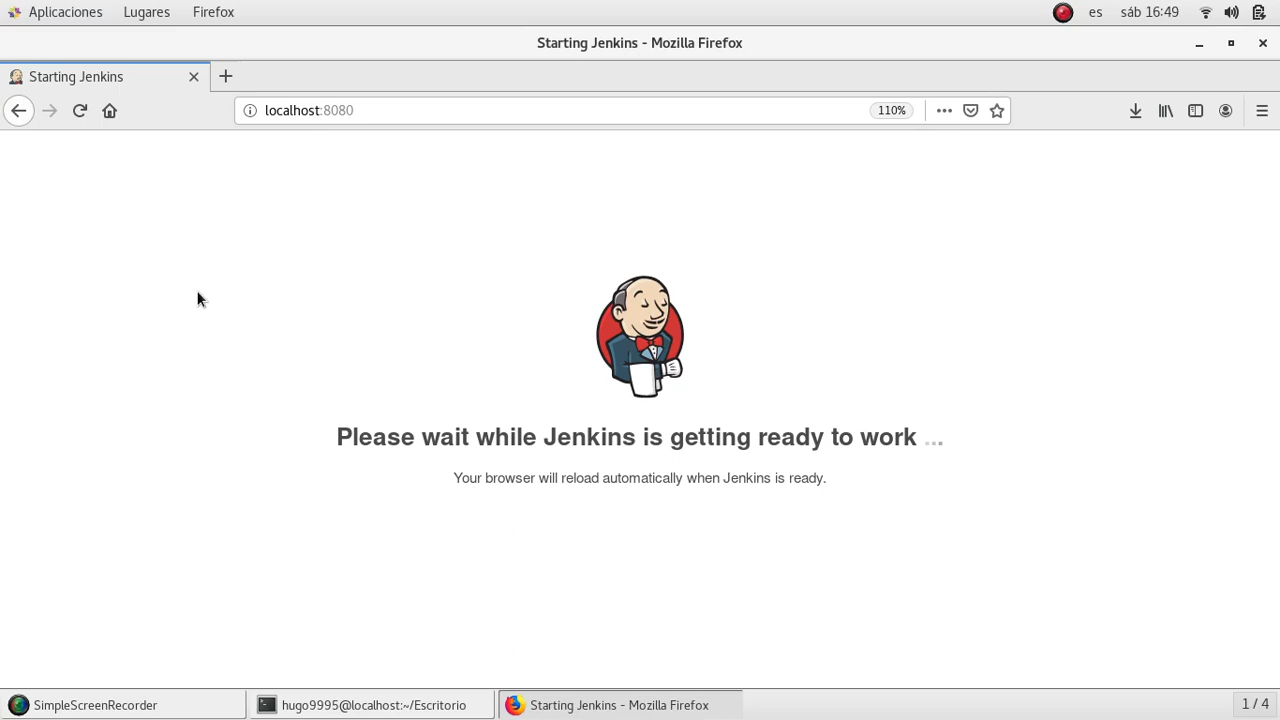 Aplicaciones Lugares Firefox es sáb 16:49
Starting Jenkins - Mozilla Firefox
Starting Jenkins
localhost:8080 110%
Please wait while Jenkins is getting ready to work ...
Your browser will reload automatically when Jenkins is ready.
SimpleScreenRecorder hugo9995@localhost:~/Escritorio Starting Jenkins - Mozilla Firefox 1 / 4